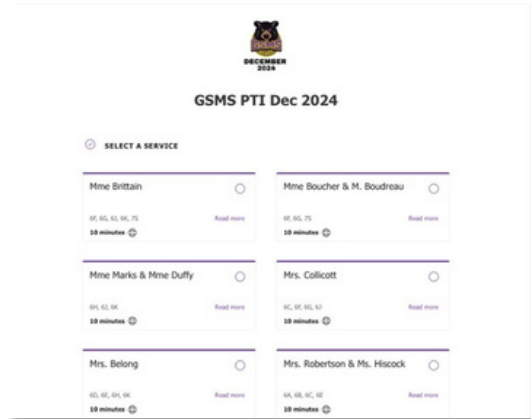 GSMS
DECEMBER
2024
GSMS PTI Dec 2024
SELECT A SERVICE
Mme Brittain
6F, 6G, 6J, 6K, 7S
Read more
10 minutes
Mme Boucher & M. Boudreau
6F, 6G, 7S
Read more
10 minutes
Mme Marks & Mme Duffy
6H, 6J, 6K
Read more
10 minutes
Mrs. Collicott
6C, 6F, 6G, 6J
Read more
10 minutes
Mrs. Belong
6D, 6E, 6H, 6K
Read more
10 minutes
Mrs. Robertson & Ms. Hiscock
6A, 6B, 6C, 6E
Read more
10 minutes